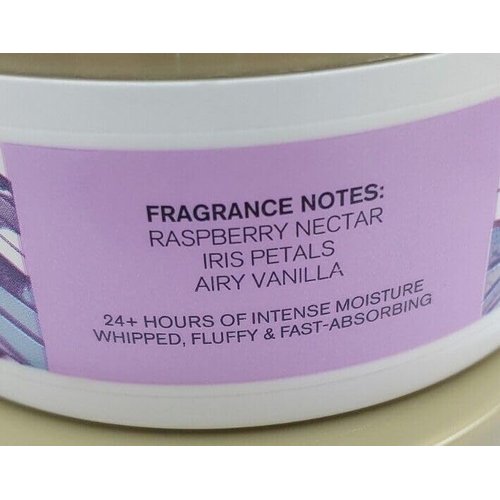 FRAGRANCE NOTES:
RASPBERRY NECTAR
IRIS PETALS
AIRY VANILLA
24+ HOURS OF INTENSE MOISTURE
WHIPPED, FLUFFY & FAST-ABSORBING